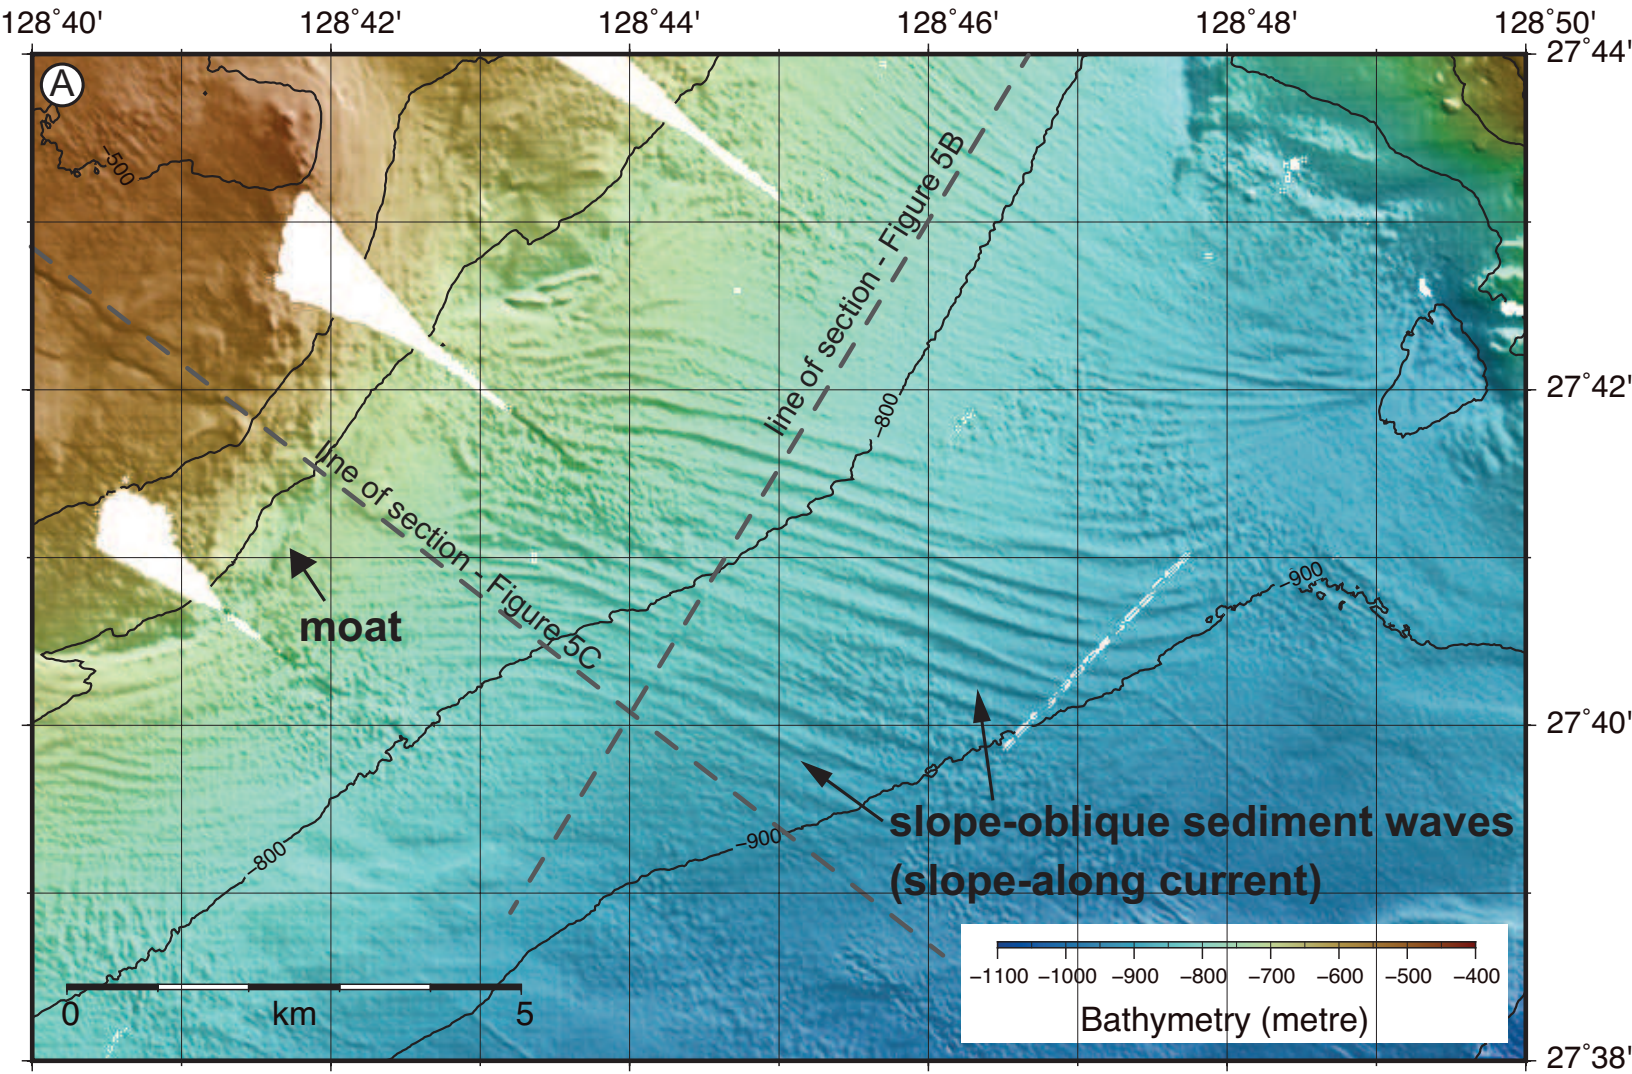 128˚40' 128˚42' 128˚44' 128˚46' 128˚48' 128˚50'
27˚44'
A
−500
line of section - Figure 5B
27˚42'
−800
line of section - Figure 5C
−900
moat
27˚40'
slope-oblique sediment waves
(slope-along current)
−900
−800
−1100 −1000 −900 −800 −700 −600 −500 −400
Bathymetry (metre)
0 km 5
27˚38'